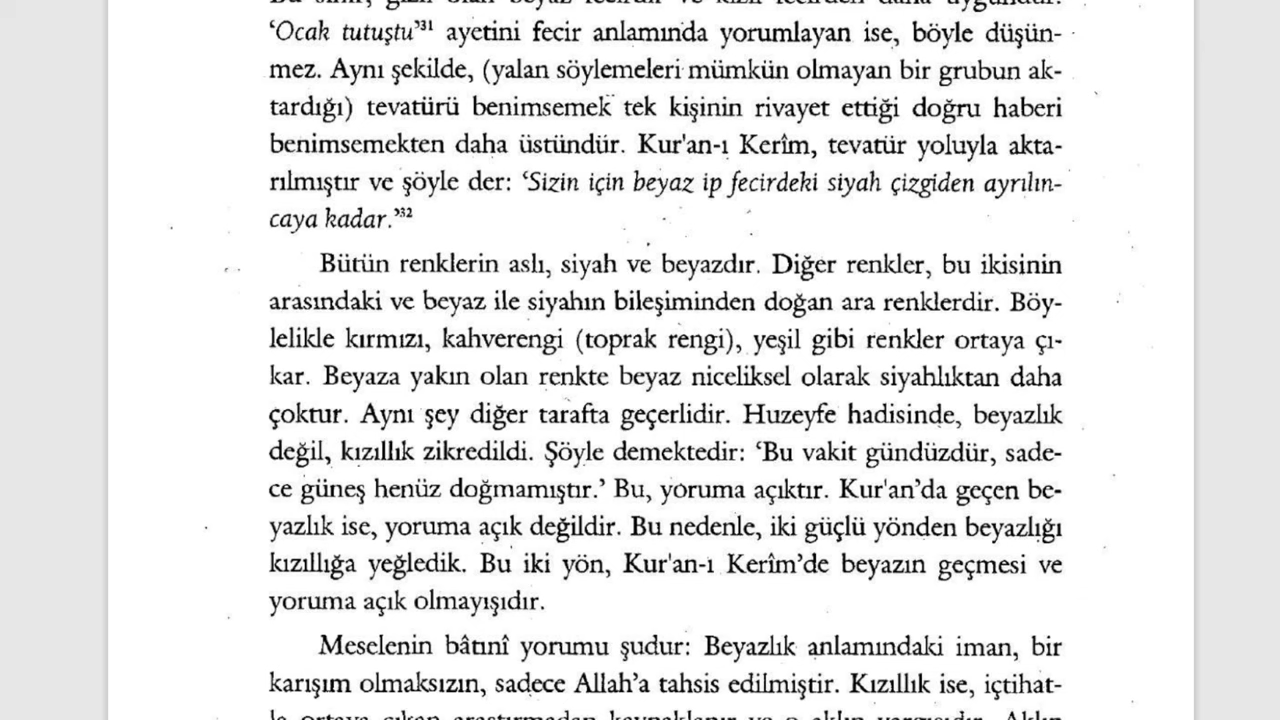 'Ocak tutuştu'³¹ ayetini fecir anlamında yorumlayan ise, böyle düşün-
mez. Aynı şekilde, (yalan söylemeleri mümkün olmayan bir grubun ak-
tardığı) tevatürü benimsemek tek kişinin rivayet ettiği doğru haberi
benimsemekten daha üstündür. Kur'an-ı Kerîm, tevatür yoluyla akta-
rılmıştır ve şöyle der: 'Sizin için beyaz ip fecirdeki siyah çizgiden ayrılın-
caya kadar.'³²
Bütün renklerin aslı, siyah ve beyazdır. Diğer renkler, bu ikisinin
arasındaki ve beyaz ile siyahın bileşiminden doğan ara renklerdir. Böy-
lelikle kırmızı, kahverengi (toprak rengi), yeşil gibi renkler ortaya çı-
kar. Beyaza yakın olan renkte beyaz niceliksel olarak siyahlıktan daha
çoktur. Aynı şey diğer tarafta geçerlidir. Huzeyfe hadisinde, beyazlık
değil, kızıllık zikredildi. Şöyle demektedir: 'Bu vakit gündüzdür, sade-
ce güneş henüz doğmamıştır.' Bu, yoruma açıktır. Kur'an'da geçen be-
yazlık ise, yoruma açık değildir. Bu nedenle, iki güçlü yönden beyazlığı
kızıllığa yeğledik. Bu iki yön, Kur'an-ı Kerîm'de beyazın geçmesi ve
yoruma açık olmayışıdır.
Meselenin bâtınî yorumu şudur: Beyazlık anlamındaki iman, bir
karışım olmaksızın, sadece Allah'a tahsis edilmiştir. Kızıllık ise, içtihat-